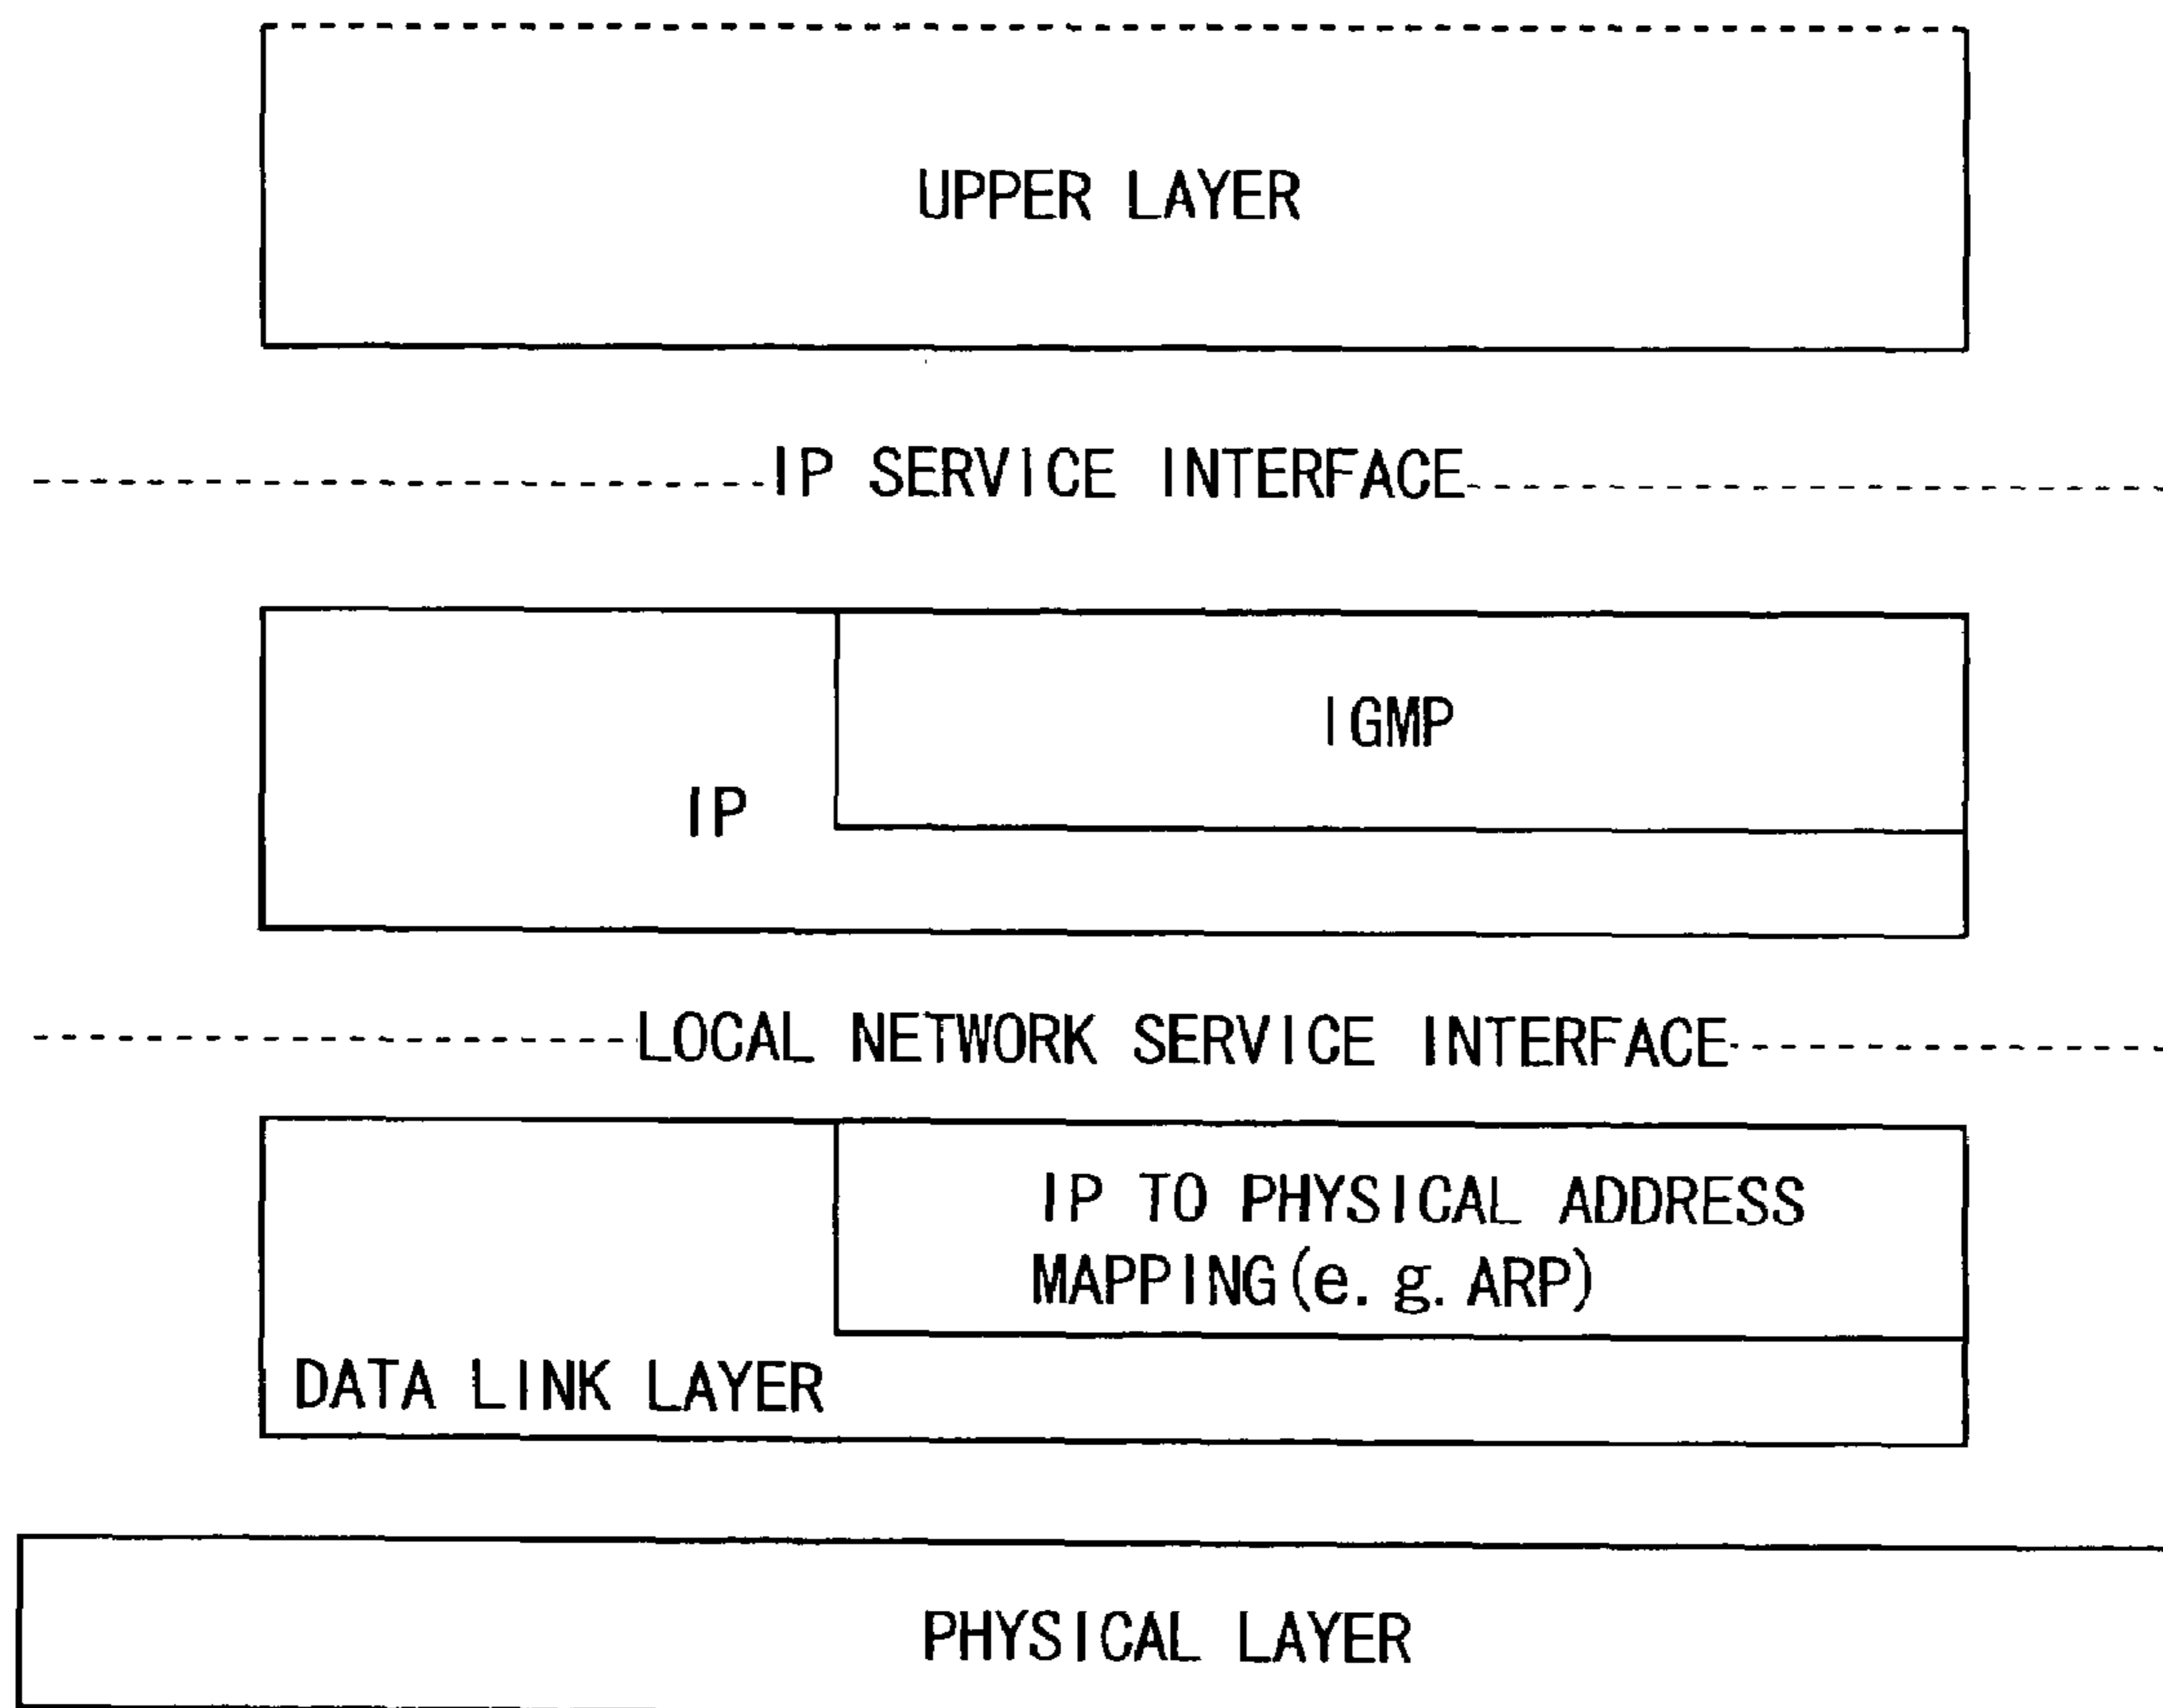 UPPER LAYER
IP SERVICE INTERFACE
IGMP
IP
LOCAL NETWORK SERVICE INTERFACE
IP TO PHYSICAL ADDRESS
MAPPING(e.g.ARP)
DATA LINK LAYER
PHYSICAL LAYER